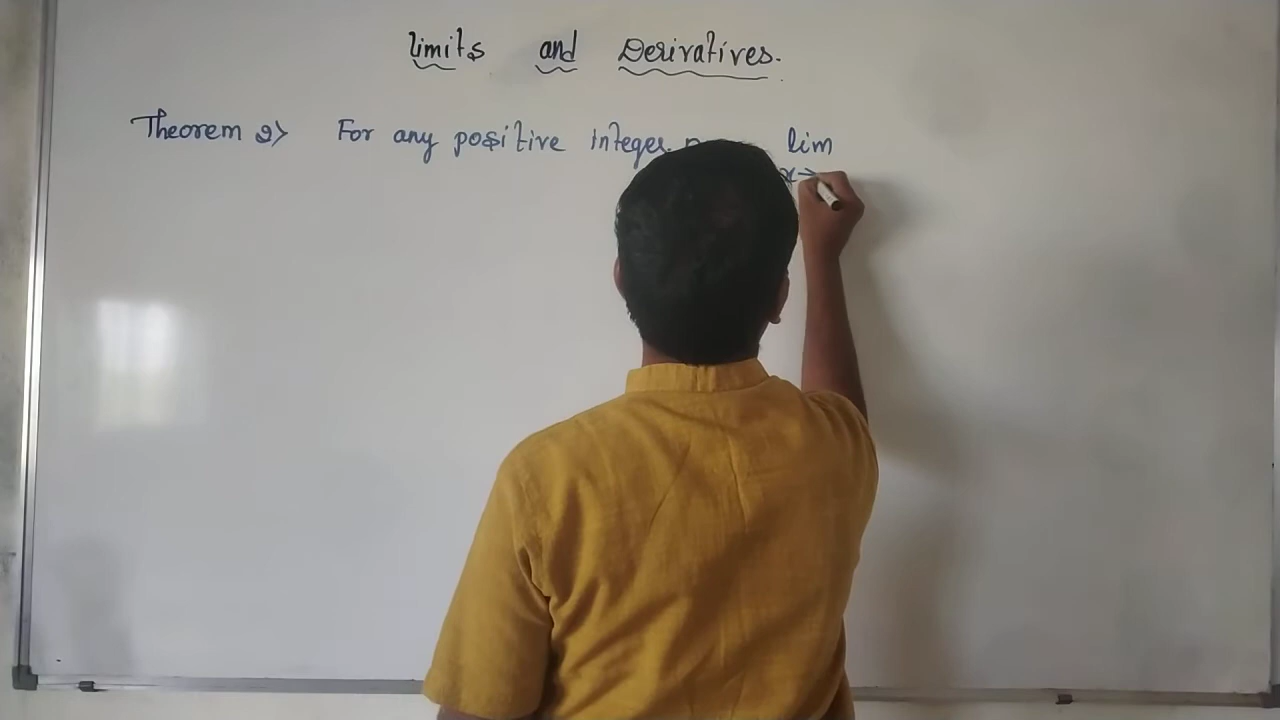 Limits and Derivatives.
Theorem 2> For any positive integer n lim
x→